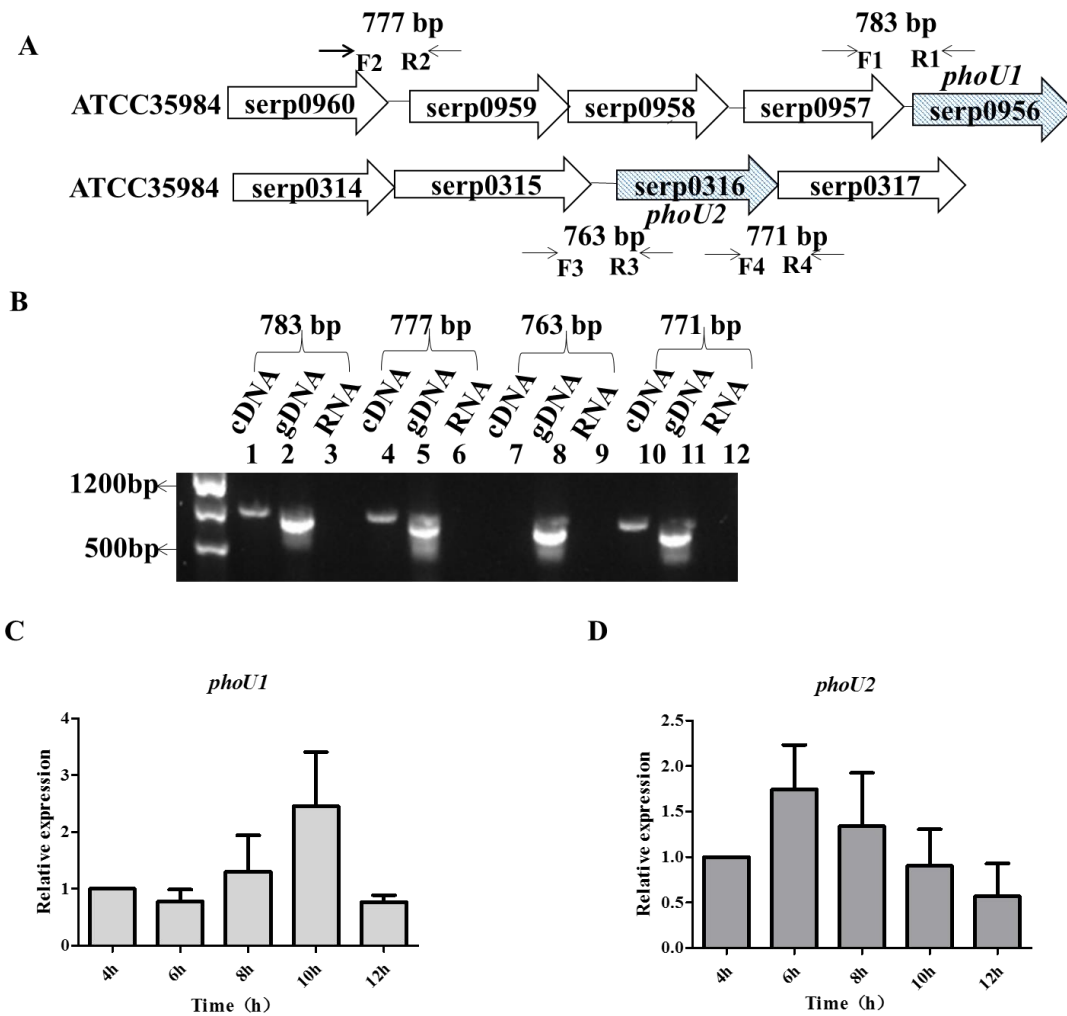 A
777 bp
783 bp
F2 R2
F1 R1
phoU1
ATCC35984 serp0960 serp0959 serp0958 serp0957 serp0956
ATCC35984 serp0314 serp0315 serp0316 serp0317
phoU2
763 bp
771 bp
F3 R3
F4 R4
B
783 bp 777 bp 763 bp 771 bp
cDNA gDNA RNA cDNA gDNA RNA cDNA gDNA RNA cDNA gDNA RNA
1 2 3 4 5 6 7 8 9 10 11 12
1200bp
500bp
C
phoU1
Relative expression
4
3
2
1
0
4h 6h 8h 10h 12h
Time (h)
D
phoU2
Relative expression
2.5
2.0
1.5
1.0
0.5
0.0
4h 6h 8h 10h 12h
Time (h)